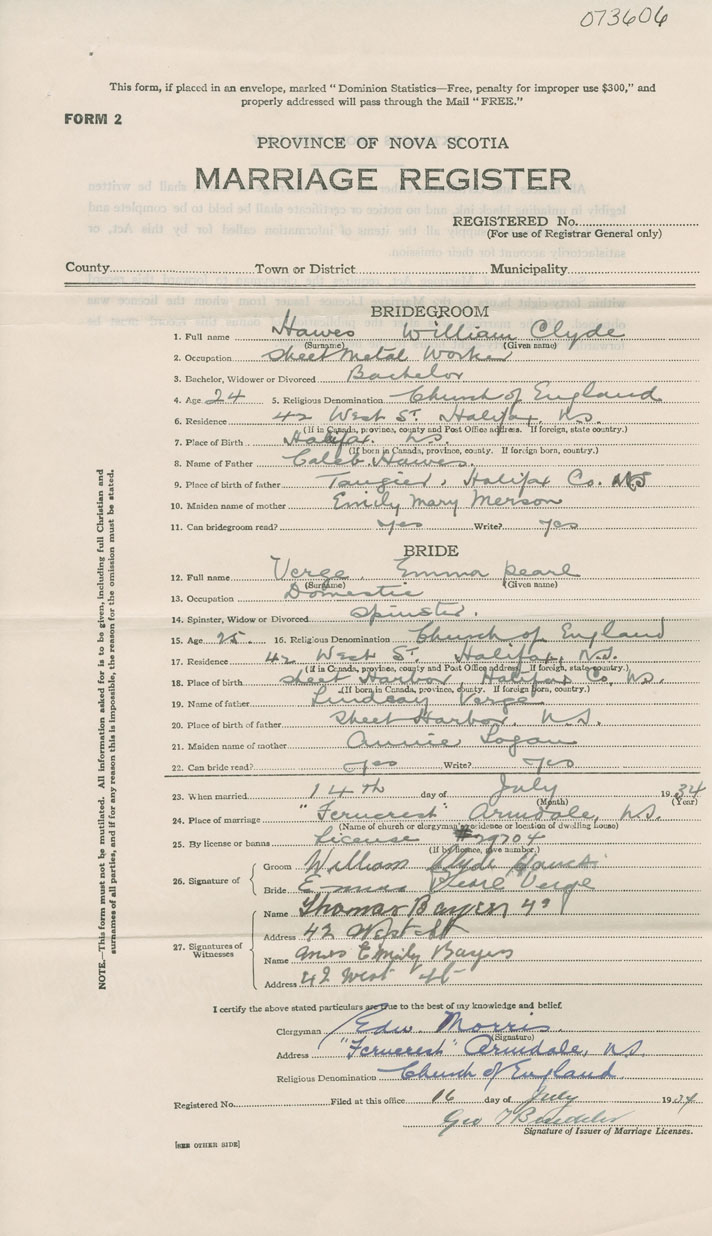 073606
This form, if placed in an envelope, marked "Dominion Statistics—Free, penalty for improper use $300," and
properly addressed will pass through the Mail "FREE."
FORM 2
PROVINCE OF NOVA SCOTIA
MARRIAGE REGISTER
REGISTERED No.
(For use of Registrar General only)
County Town or District Municipality
BRIDEGROOM
1. Full name Hawes William Clyde
(Surname) (Given name)
2. Occupation Sheet Metal Worker
3. Bachelor, Widower or Divorced Bachelor
4. Age 24 5. Religious Denomination Church of England
6. Residence 42 West St. Halifax, N.S.
(If in Canada, province, county and Post Office address. If foreign, state country.)
7. Place of Birth Halifax. N.S.
(If born in Canada, province, county. If foreign born, country.)
8. Name of Father Caleb Hawes.
9. Place of birth of father Tangier, Halifax Co. N.S
10. Maiden name of mother Emily Mary Merson
11. Can bridegroom read? yes Write? yes
BRIDE
12. Full name Verge, Emma Pearl
(Surname) (Given name)
13. Occupation Domestic
14. Spinster, Widow or Divorced Spinster.
15. Age 25. 16. Religious Denomination Church of England
17. Residence 42 West St. Halifax, N.S.
(If in Canada, province, county and Post Office address. If foreign, state country.)
18. Place of birth Sheet Harbor, Halifax Co, N.S.
(If born in Canada, province, county. If foreign born, country.)
19. Name of father Lindsay Verge
20. Place of birth of father Sheet Harbor, N.S.
21. Maiden name of mother Annie Logan
22. Can bride read? yes Write? yes
23. When married 14th day of July 1934
(Month) (Year)
24. Place of marriage "Ferncrest" Armdale, N.S.
(Name of church or clergyman's residence or location of dwelling house)
25. By license or banns License #29704
(If by licence, give number.)
26. Signature of
Groom William Clyde Hawes
Bride Emma Pearl Verge
27. Signatures of Witnesses
Name Thomas Bayers
Address 42 West St
Name Mrs Emily Bayers
Address 42 West St
NOTE.—This form must not be mutilated. All information asked for is to be given, including full Christian and
surnames of all parties, and if for any reason this is impossible, the reason for the omission must be stated.
I certify the above stated particulars are true to the best of my knowledge and belief.
Clergyman Edw Morris
(Signature)
Address "Ferncrest" Armdale, N.S.
Religious Denomination Church of England.
Registered No. Filed at this office 16 day of July 1934
Geo
Signature of Issuer of Marriage Licenses.
[SEE OTHER SIDE]